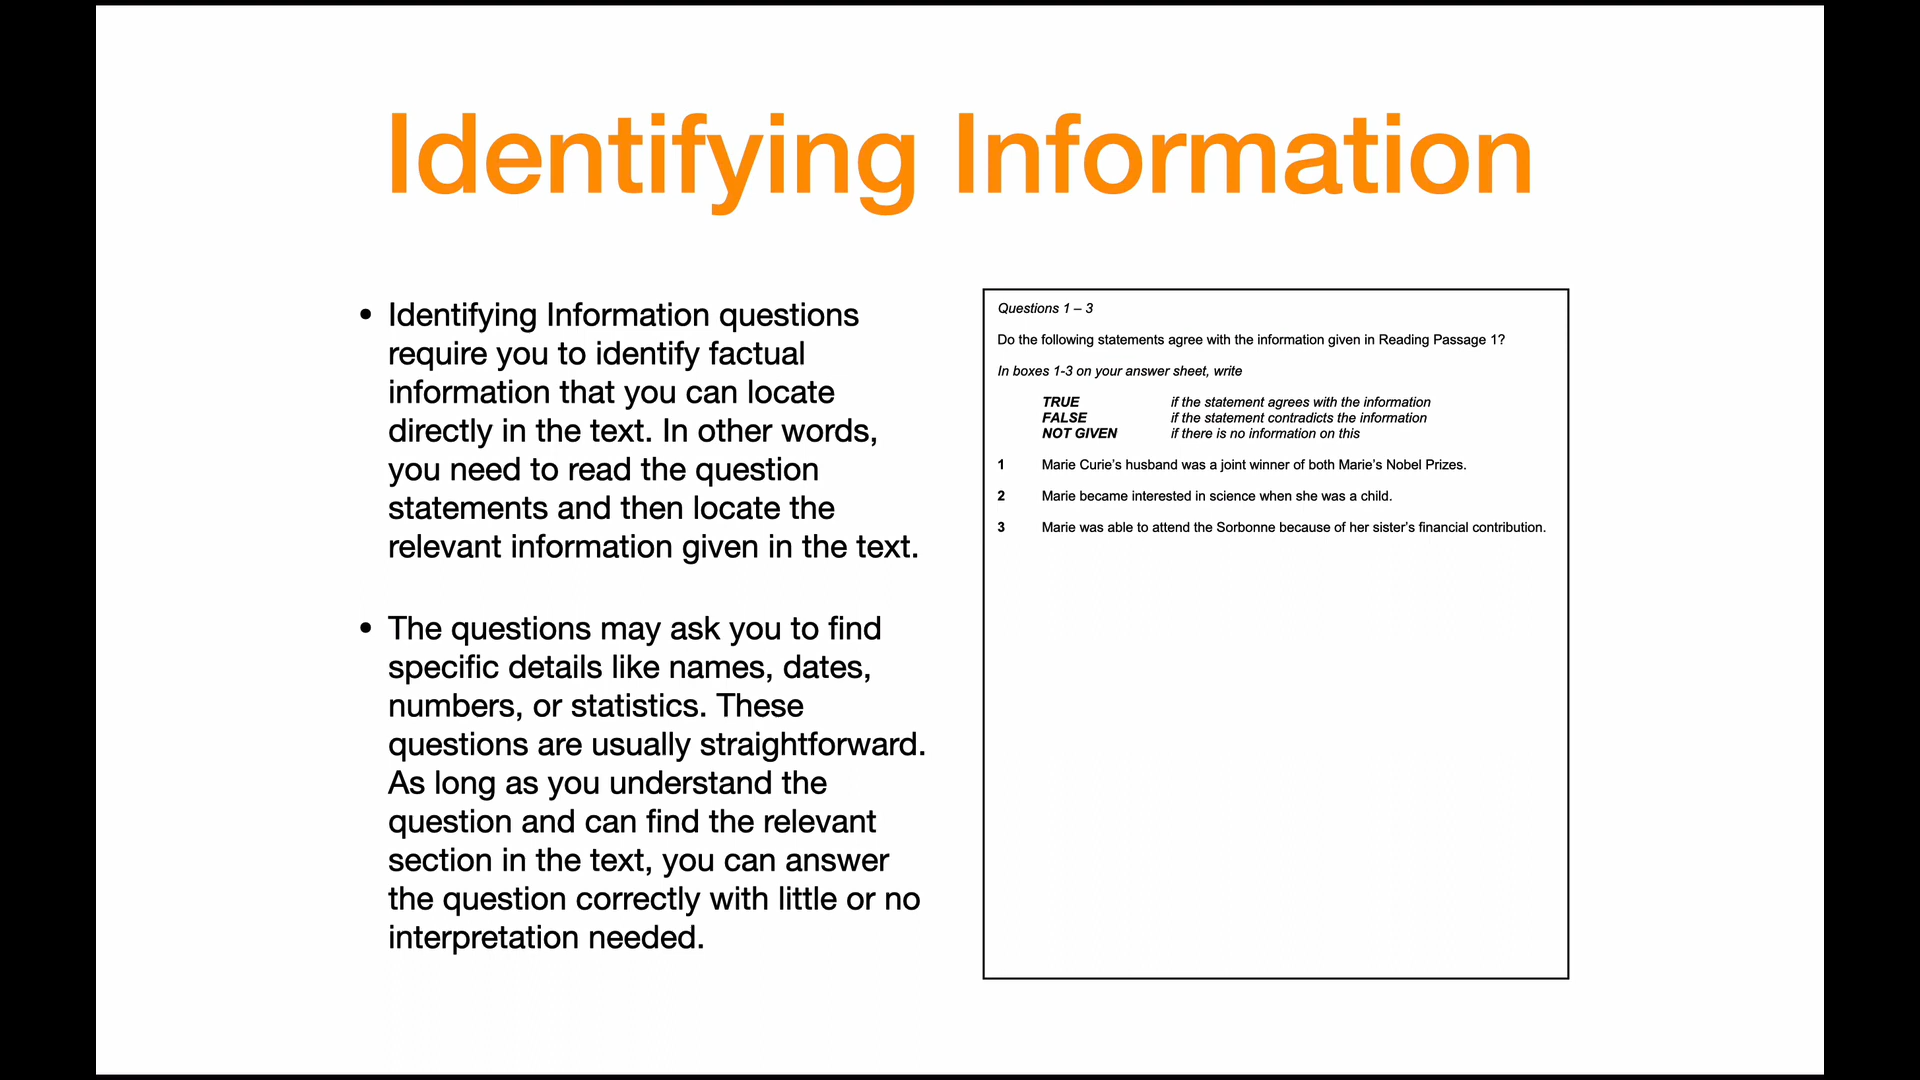 Identifying Information
• Identifying Information questions
require you to identify factual
information that you can locate
directly in the text. In other words,
you need to read the question
statements and then locate the
relevant information given in the text.
• The questions may ask you to find
specific details like names, dates,
numbers, or statistics. These
questions are usually straightforward.
As long as you understand the
question and can find the relevant
section in the text, you can answer
the question correctly with little or no
interpretation needed.
Questions 1 – 3
Do the following statements agree with the information given in Reading Passage 1?
In boxes 1-3 on your answer sheet, write
TRUE if the statement agrees with the information
FALSE if the statement contradicts the information
NOT GIVEN if there is no information on this
1 Marie Curie's husband was a joint winner of both Marie's Nobel Prizes.
2 Marie became interested in science when she was a child.
3 Marie was able to attend the Sorbonne because of her sister's financial contribution.